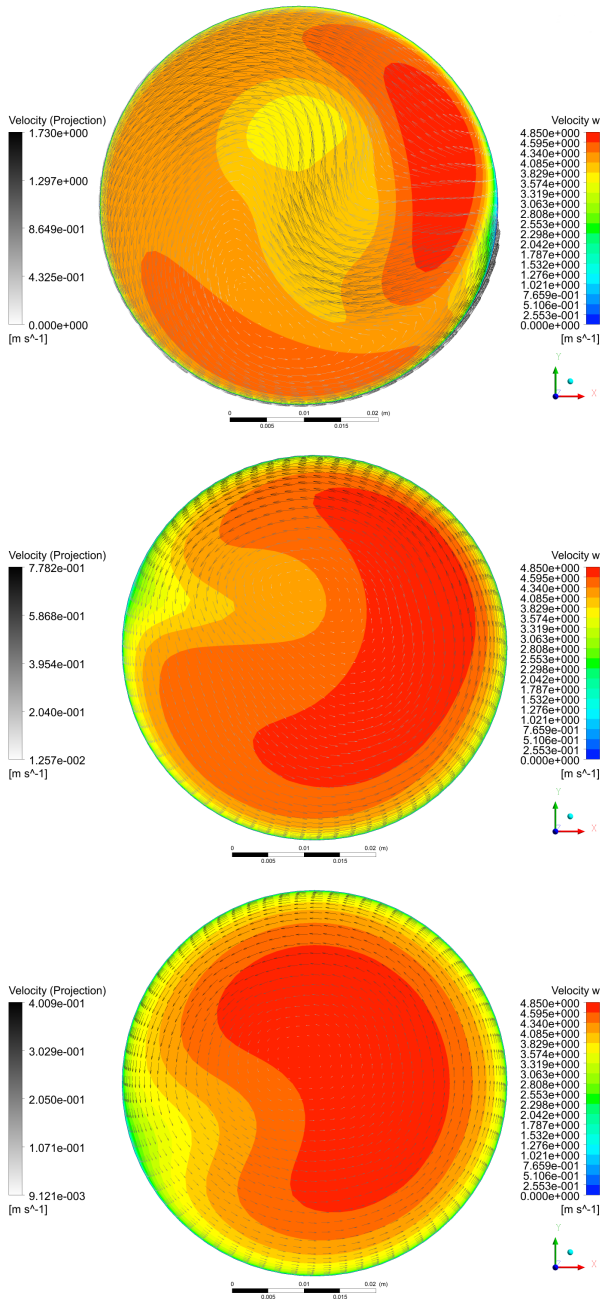 Velocity (Projection)
1.730e+000
1.297e+000
8.649e-001
4.325e-001
0.000e+000
[m s^-1]
Velocity w
4.850e+000
4.595e+000
4.340e+000
4.085e+000
3.829e+000
3.574e+000
3.319e+000
3.063e+000
2.808e+000
2.553e+000
2.298e+000
2.042e+000
1.787e+000
1.532e+000
1.276e+000
1.021e+000
7.659e-001
5.106e-001
2.553e-001
0.000e+000
[m s^-1]
Y
X
0 0.01 0.02 (m)
0.005 0.015
Velocity (Projection)
7.782e-001
5.868e-001
3.954e-001
2.040e-001
1.257e-002
[m s^-1]
Velocity w
4.850e+000
4.595e+000
4.340e+000
4.085e+000
3.829e+000
3.574e+000
3.319e+000
3.063e+000
2.808e+000
2.553e+000
2.298e+000
2.042e+000
1.787e+000
1.532e+000
1.276e+000
1.021e+000
7.659e-001
5.106e-001
2.553e-001
0.000e+000
[m s^-1]
Y
X
0 0.01 0.02 (m)
0.005 0.015
Velocity (Projection)
4.009e-001
3.029e-001
2.050e-001
1.071e-001
9.121e-003
[m s^-1]
Velocity w
4.850e+000
4.595e+000
4.340e+000
4.085e+000
3.829e+000
3.574e+000
3.319e+000
3.063e+000
2.808e+000
2.553e+000
2.298e+000
2.042e+000
1.787e+000
1.532e+000
1.276e+000
1.021e+000
7.659e-001
5.106e-001
2.553e-001
0.000e+000
[m s^-1]
Y
X
0 0.01 0.02 (m)
0.005 0.015